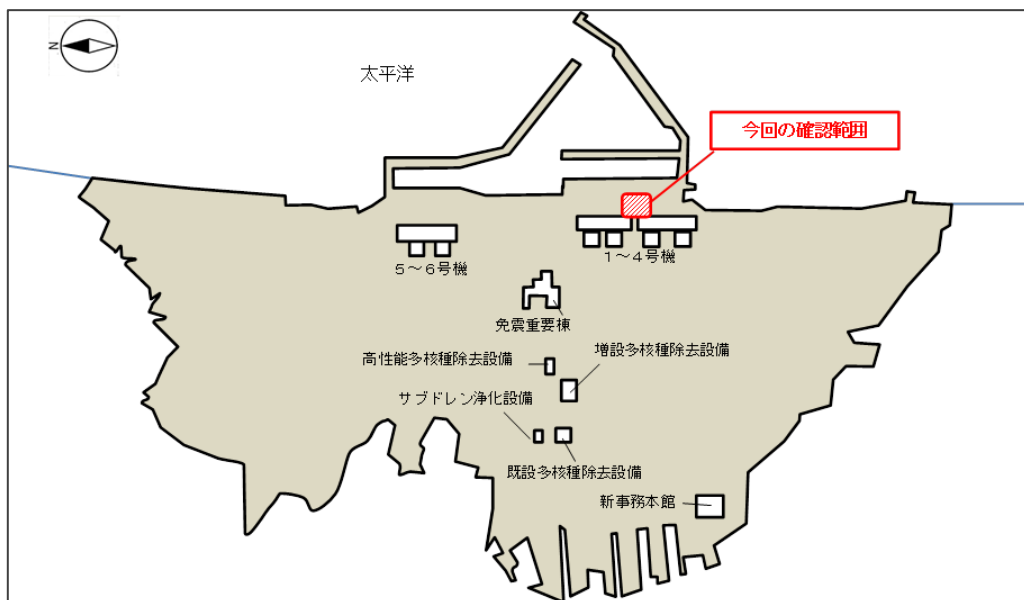 N
太平洋
今回の確認範囲
5～6号機
1～4号機
免震重要棟
高性能多核種除去設備
増設多核種除去設備
サブドレン浄化設備
既設多核種除去設備
新事務本館